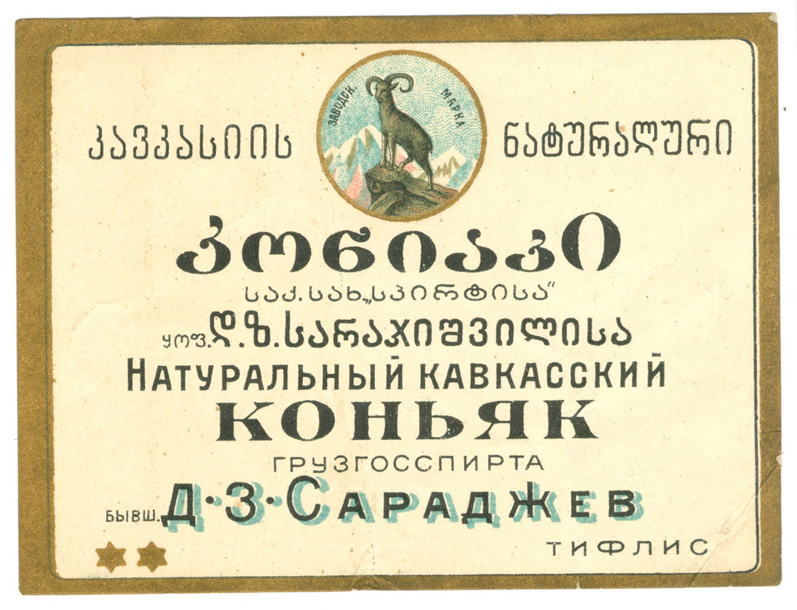 ЗАВОДСК. МАРКА
კავკასიის ნატურალური
კონიაკი
საქ. სახ. „სპირტისა“
ყოფ. დ. ზ. სარაჯიშვილისა
НАТУРАЛЬНЫЙ КАВКАССКИЙ
КОНЬЯК
ГРУЗГОССПИРТА
БЫВШ. Д·З·САРАДЖЕВ
ТИФЛИС